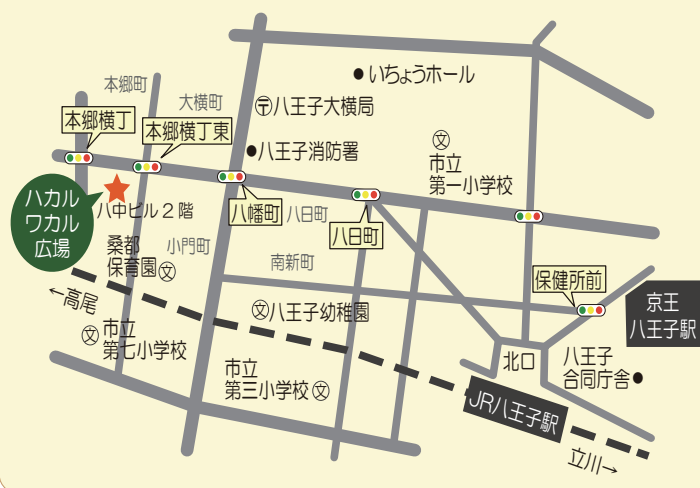 いちょうホール
本郷町
大横町
〒八王子大横局
本郷横丁
本郷横丁東
八王子消防署
文
市立
第一小学校
ハカル
ワカル
広場
八中ビル2階
八幡町
八日町
八日町
桑都
保育園文
小門町
南新町
保健所前
←高尾
京王
八王子駅
文八王子幼稚園
文市立
第七小学校
北口
八王子
合同庁舎
市立
第三小学校文
JR八王子駅
立川→